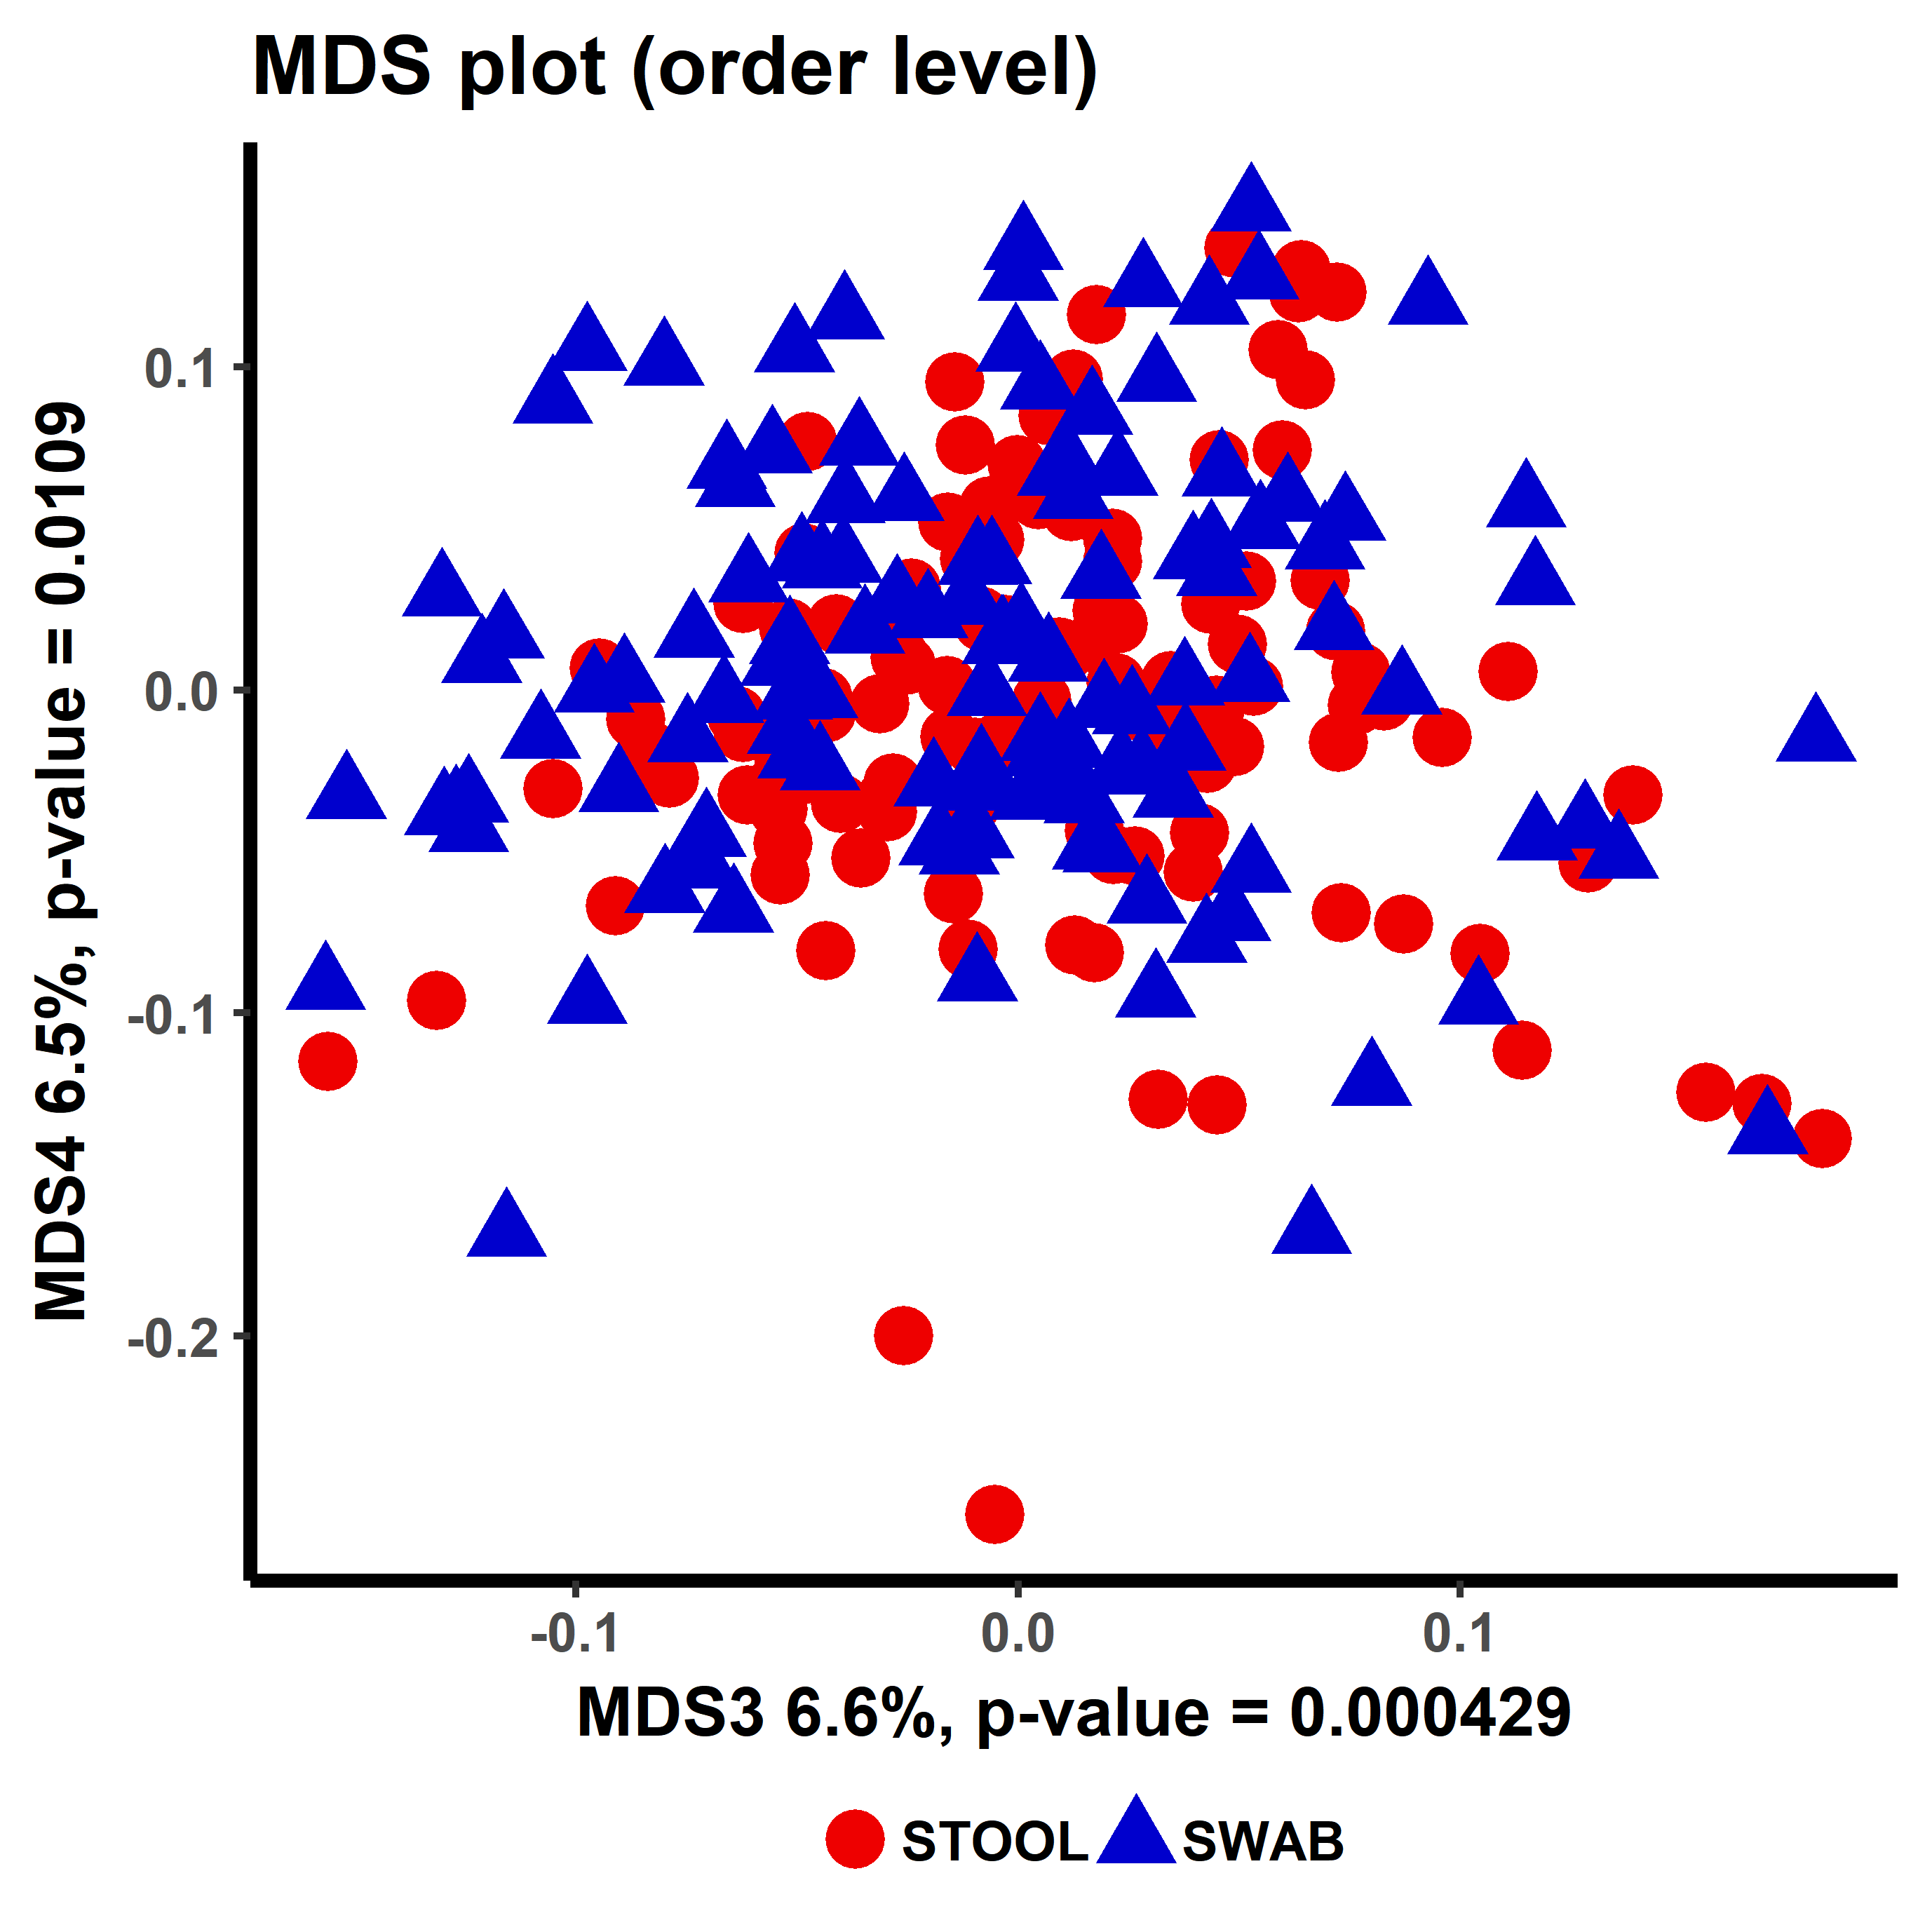 MDS plot (order level)
MDS4 6.5%, p-value = 0.0109
0.1
0.0
-0.1
-0.2
-0.1 0.0 0.1
MDS3 6.6%, p-value = 0.000429
STOOL SWAB